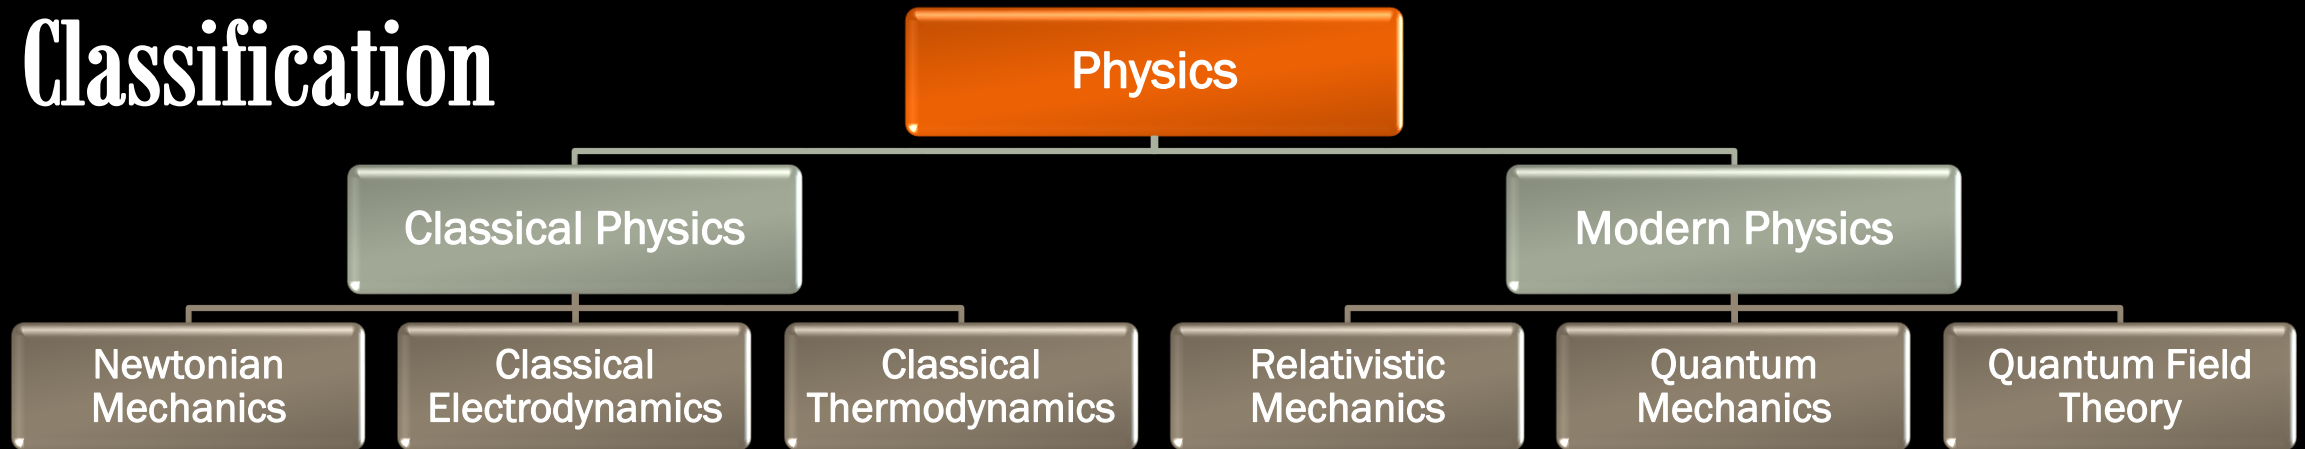 Classification
Physics
Classical Physics
Modern Physics
Newtonian
Mechanics
Classical
Electrodynamics
Classical
Thermodynamics
Relativistic
Mechanics
Quantum
Mechanics
Quantum Field
Theory